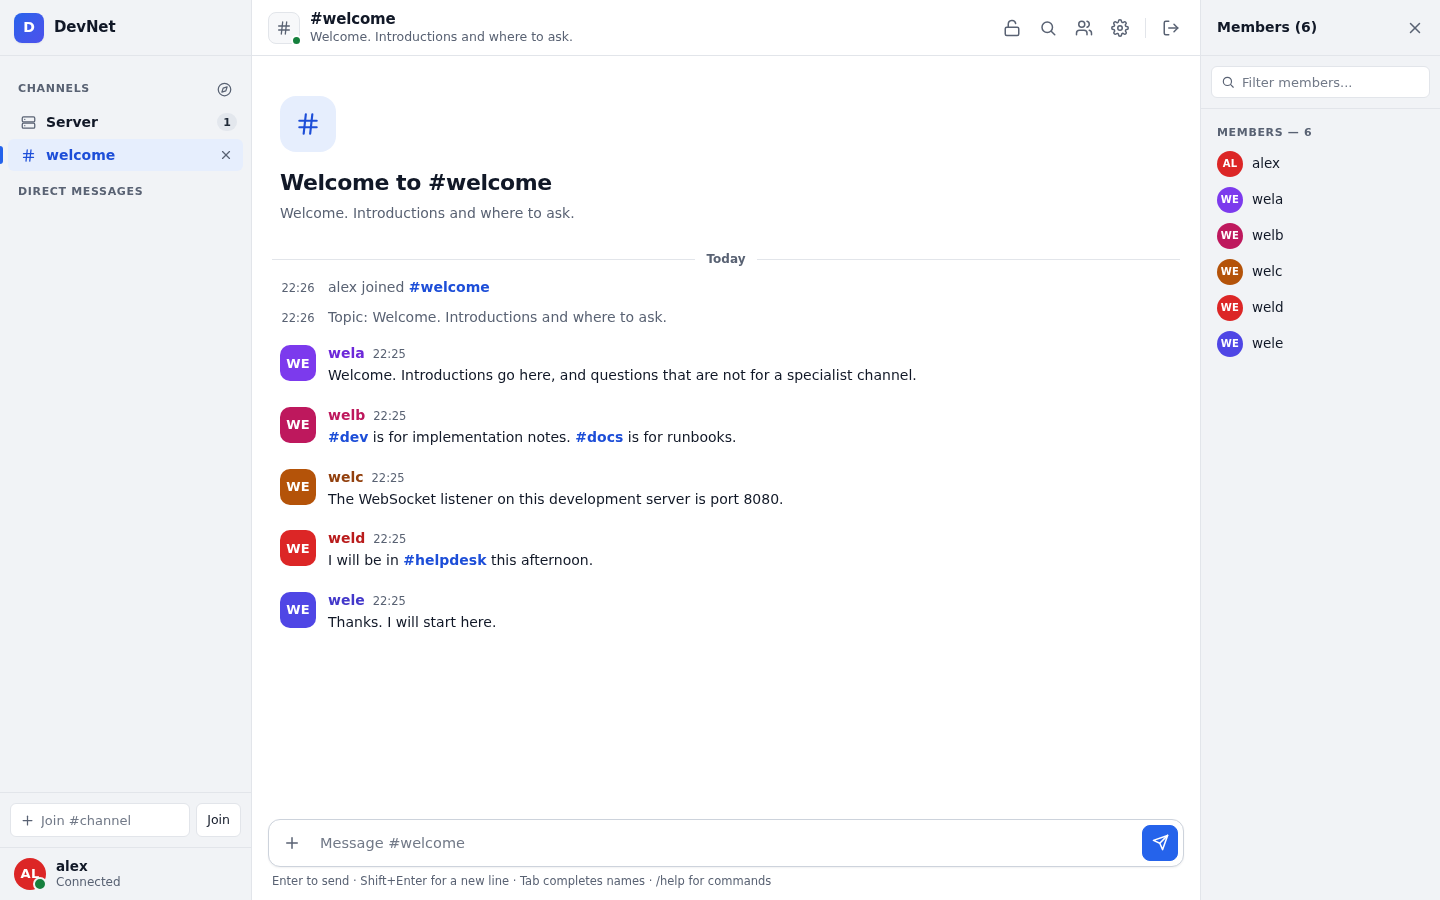 D DevNet
CHANNELS
Server 1
welcome
DIRECT MESSAGES
Join #channel Join
AL alex
Connected
#welcome
Welcome. Introductions and where to ask.
Welcome to #welcome
Welcome. Introductions and where to ask.
Today
22:26 alex joined #welcome
22:26 Topic: Welcome. Introductions and where to ask.
WE wela 22:25
Welcome. Introductions go here, and questions that are not for a specialist channel.
WE welb 22:25
#dev is for implementation notes. #docs is for runbooks.
WE welc 22:25
The WebSocket listener on this development server is port 8080.
WE weld 22:25
I will be in #helpdesk this afternoon.
WE wele 22:25
Thanks. I will start here.
Message #welcome
Enter to send · Shift+Enter for a new line · Tab completes names · /help for commands
Members (6)
Filter members...
MEMBERS — 6
AL alex
WE wela
WE welb
WE welc
WE weld
WE wele